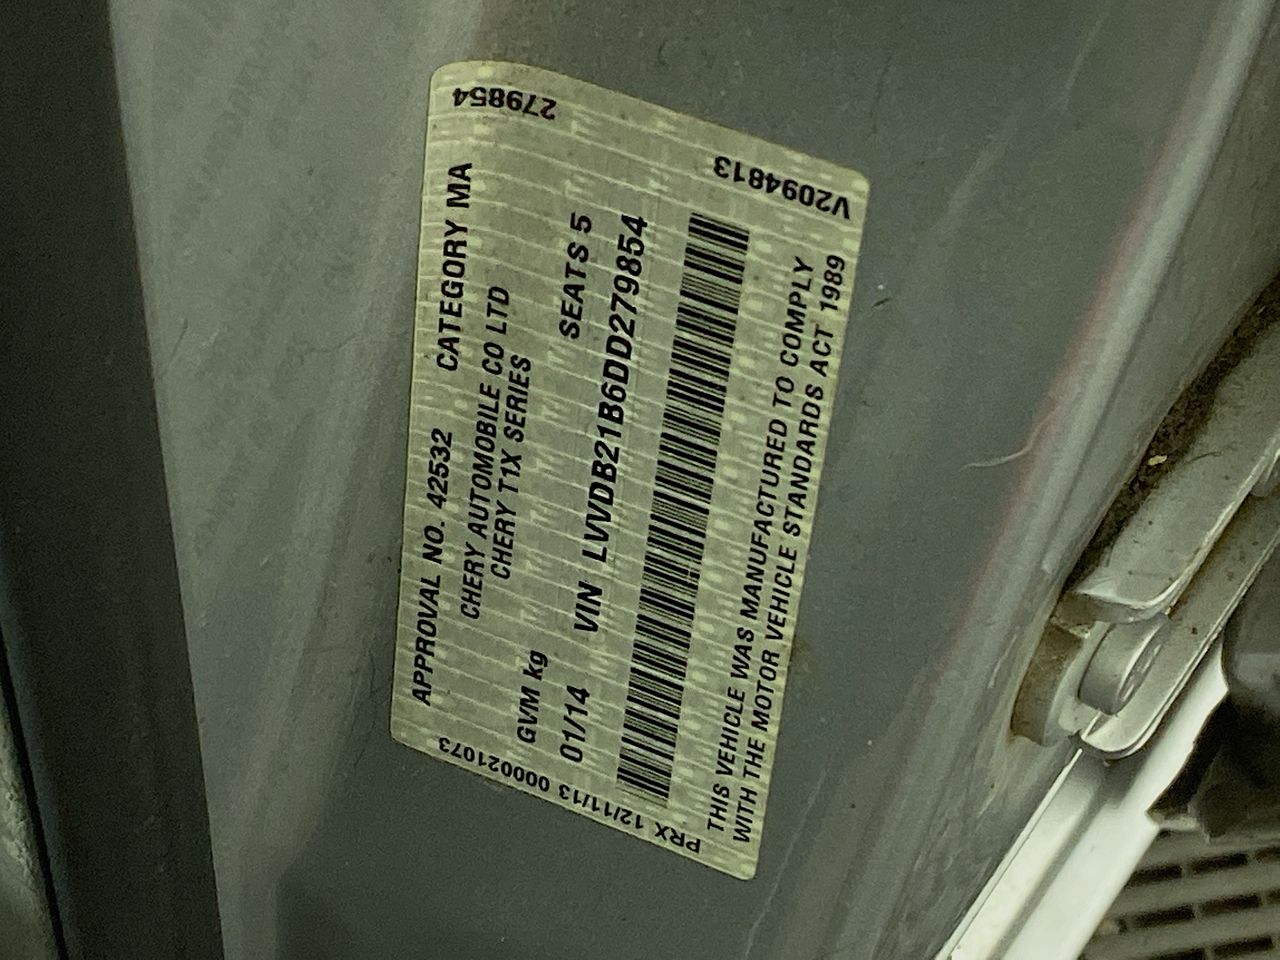 APPROVAL NO. 42532 CATEGORY MA
CHERY AUTOMOBILE CO LTD
CHERY T1X SERIES
GVM kg SEATS 5
01/14 VIN LVVDB21B6DD279854
THIS VEHICLE WAS MANUFACTURED TO COMPLY
WITH THE MOTOR VEHICLE STANDARDS ACT 1989
PRX 12/11/13 000021073
V2094813
279854